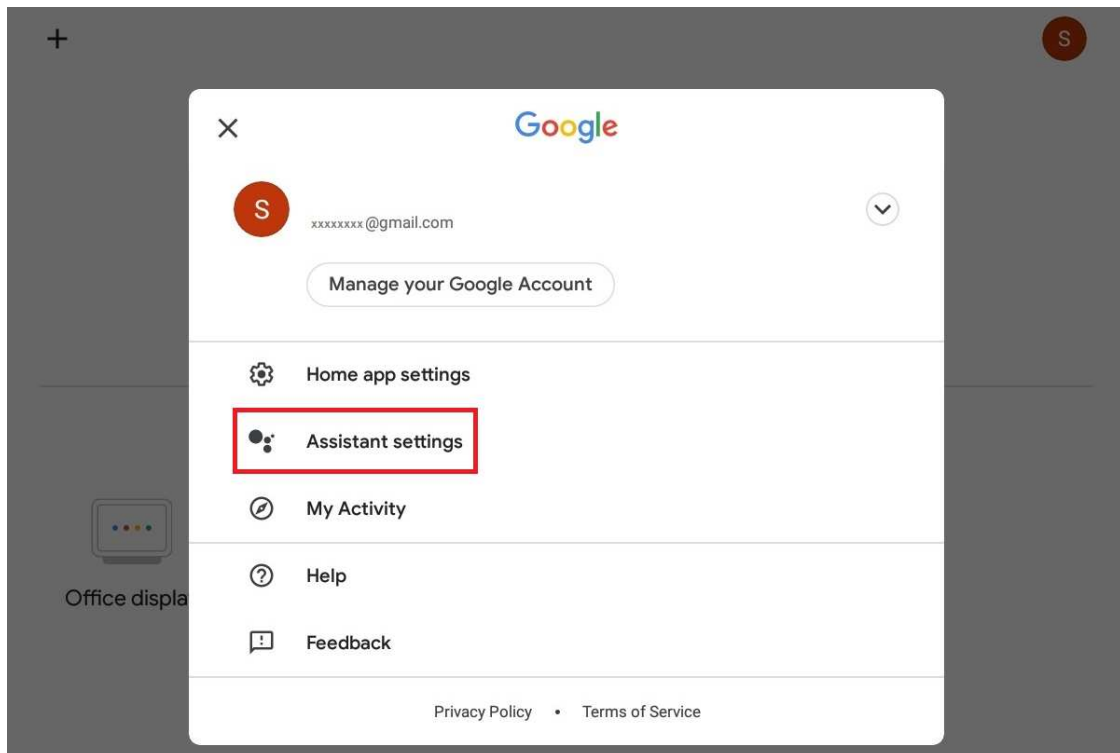 S
Google
S
xxxxxxxx@gmail.com
Manage your Google Account
Home app settings
Assistant settings
My Activity
Help
Office displa
Feedback
Privacy Policy • Terms of Service